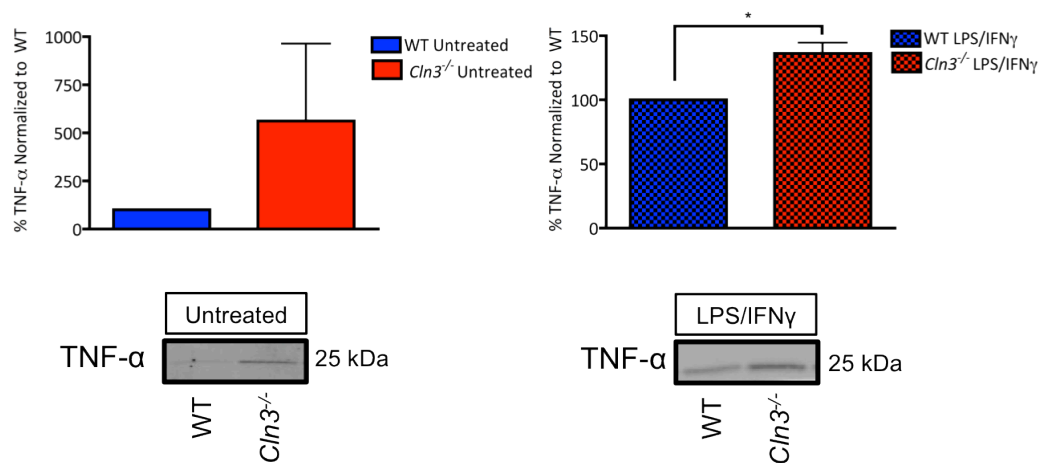 % TNF-α Normalized to WT
1000
750
500
250
0
WT Untreated
Cln3-/- Untreated
% TNF-α Normalized to WT
150
100
50
0
*
WT LPS/IFNγ
Cln3-/- LPS/IFNγ
Untreated
TNF-α
25 kDa
WT
Cln3-/-
LPS/IFNγ
TNF-α
25 kDa
WT
Cln3-/-